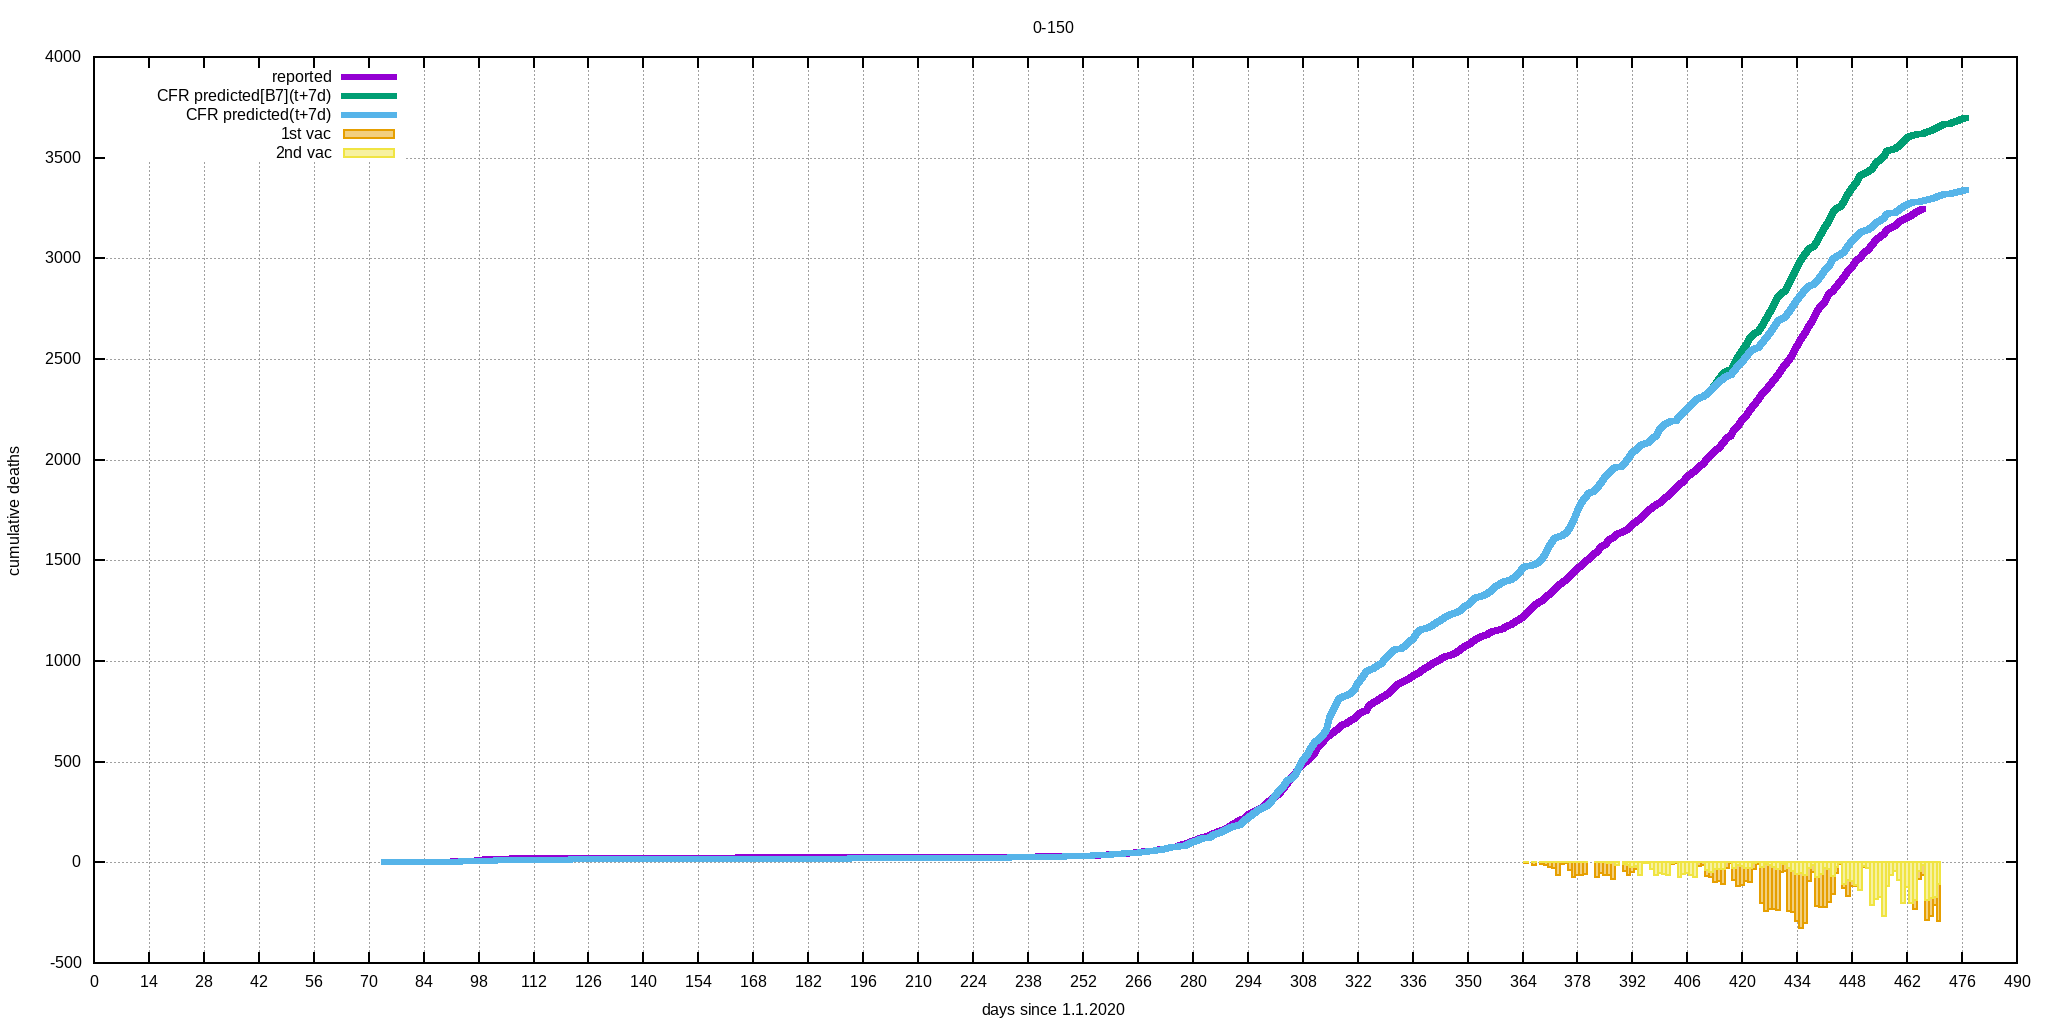 0-150
4000
3500
3000
2500
2000
1500
1000
500
0
-500
reported
CFR predicted[B7](t+7d)
CFR predicted(t+7d)
1st vac
2nd vac
cumulative deaths
0 14 28 42 56 70 84 98 112 126 140 154 168 182 196 210 224 238 252 266 280 294 308 322 336 350 364 378 392 406 420 434 448 462 476 490
days since 1.1.2020